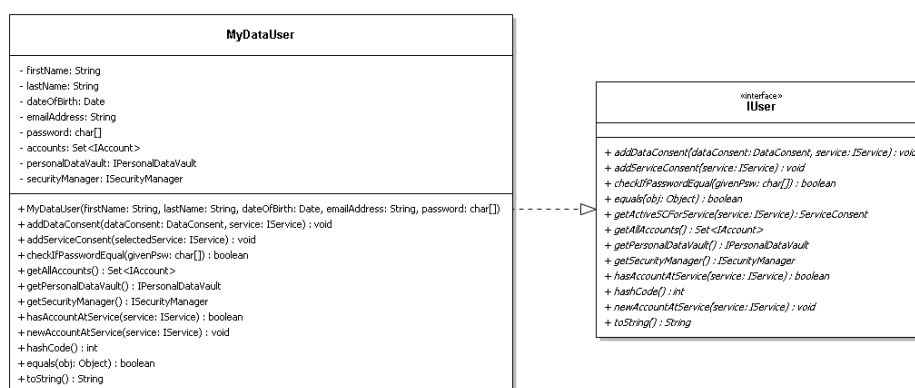 MyDataUser
- firstName: String
- lastName: String
- dateOfBirth: Date
- emailAddress: String
- password: char[]
- accounts: Set<IAccount>
- personalDataVault: IPersonalDataVault
- securityManager: ISecurityManager
+ MyDataUser(firstName: String, lastName: String, dateOfBirth: Date, emailAddress: String, password: char[])
+ addDataConsent(dataConsent: DataConsent, service: IService) : void
+ addServiceConsent(selectedService: IService) : void
+ checkIfPasswordEqual(givenPsw: char[]) : boolean
+ getAllAccounts() : Set<IAccount>
+ getPersonalDataVault() : IPersonalDataVault
+ getSecurityManager() : ISecurityManager
+ hasAccountAtService(service: IService) : boolean
+ newAccountAtService(service: IService) : void
+ hashCode() : int
+ equals(obj: Object) : boolean
+ toString() : String
«interface»
IUser
+ addDataConsent(dataConsent: DataConsent, service: IService) : void
+ addServiceConsent(service: IService) : void
+ checkIfPasswordEqual(givenPsw: char[]) : boolean
+ equals(obj: Object) : boolean
+ getActiveSCForService(service: IService) : ServiceConsent
+ getAllAccounts() : Set<IAccount>
+ getPersonalDataVault() : IPersonalDataVault
+ getSecurityManager() : ISecurityManager
+ hasAccountAtService(service: IService) : boolean
+ hashCode() : int
+ newAccountAtService(service: IService) : void
+ toString() : String